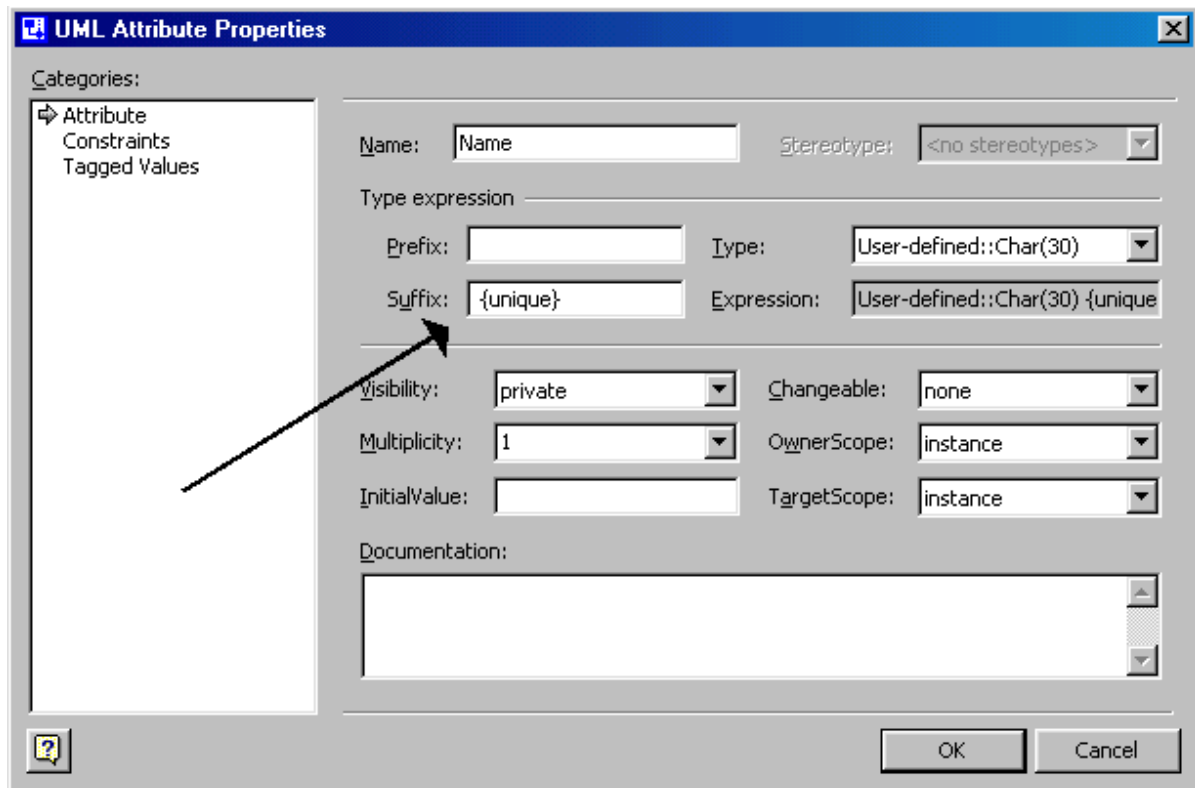 UML Attribute Properties
Categories:
Attribute
Constraints
Tagged Values
Name: Name Stereotype: <no stereotypes>
Type expression
Prefix: Type: User-defined::Char(30)
Suffix: {unique} Expression: User-defined::Char(30) {unique
Visibility: private Changeable: none
Multiplicity: 1 OwnerScope: instance
InitialValue: TargetScope: instance
Documentation:
OK Cancel